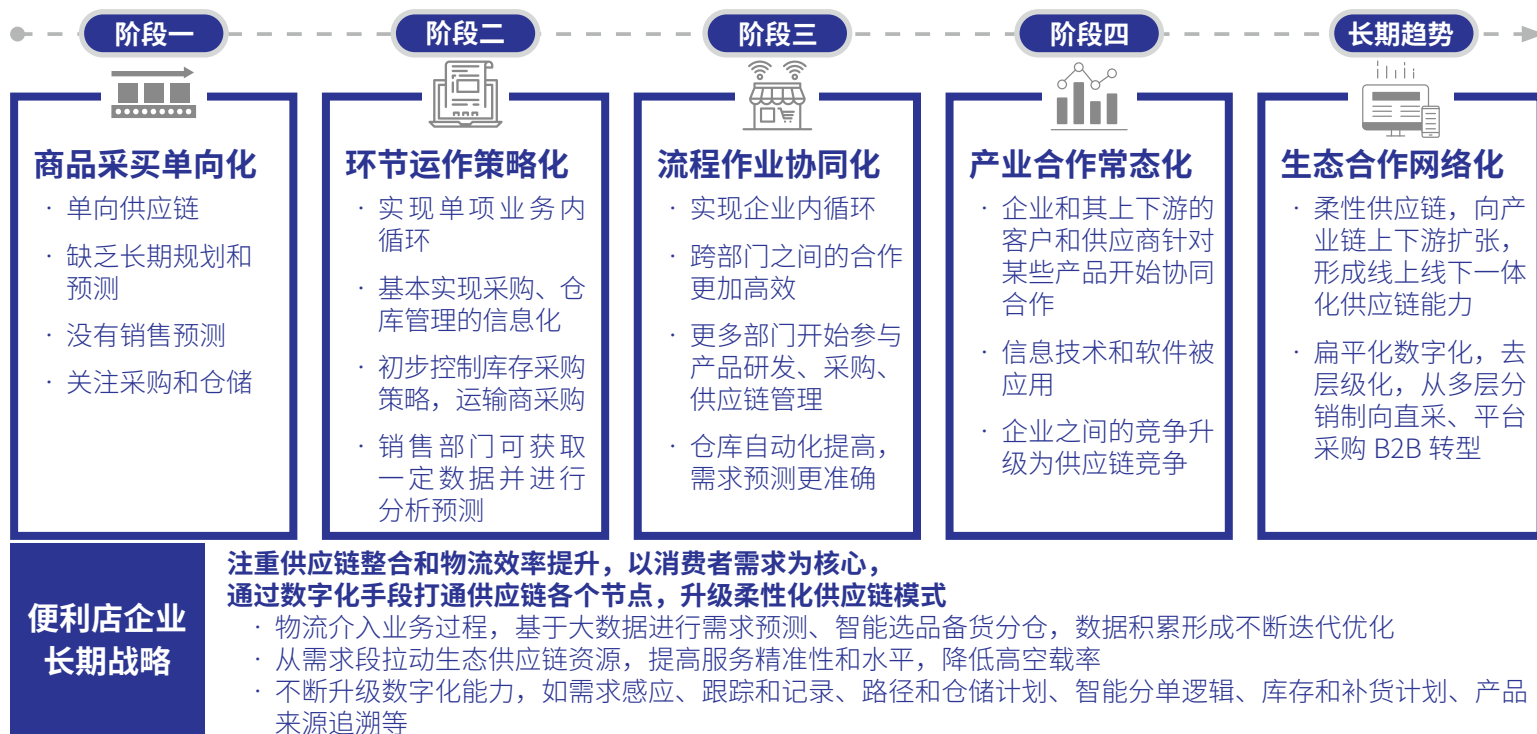 阶段一
阶段二
阶段三
阶段四
长期趋势
商品采买单向化
· 单向供应链
· 缺乏长期规划和
预测
· 没有销售预测
· 关注采购和仓储
环节运作策略化
· 实现单项业务内
循环
· 基本实现采购、仓
库管理的信息化
· 初步控制库存采购
策略，运输商采购
· 销售部门可获取
一定数据并进行
分析预测
流程作业协同化
· 实现企业内循环
· 跨部门之间的合作
更加高效
· 更多部门开始参与
产品研发、采购、
供应链管理
· 仓库自动化提高，
需求预测更准确
产业合作常态化
· 企业和其上下游的
客户和供应商针对
某些产品开始协同
合作
· 信息技术和软件被
应用
· 企业之间的竞争升
级为供应链竞争
生态合作网络化
· 柔性供应链，向产
业链上下游扩张，
形成线上线下一体
化供应链能力
· 扁平化数字化，去
层级化，从多层分
销制向直采、平台
采购 B2B 转型
便利店企业
长期战略
注重供应链整合和物流效率提升，以消费者需求为核心，
通过数字化手段打通供应链各个节点，升级柔性化供应链模式
· 物流介入业务过程，基于大数据进行需求预测、智能选品备货分仓，数据积累形成不断迭代优化
· 从需求段拉动生态供应链资源，提高服务精准性和水平，降低高空载率
· 不断升级数字化能力，如需求感应、跟踪和记录、路径和仓储计划、智能分单逻辑、库存和补货计划、产品
来源追溯等